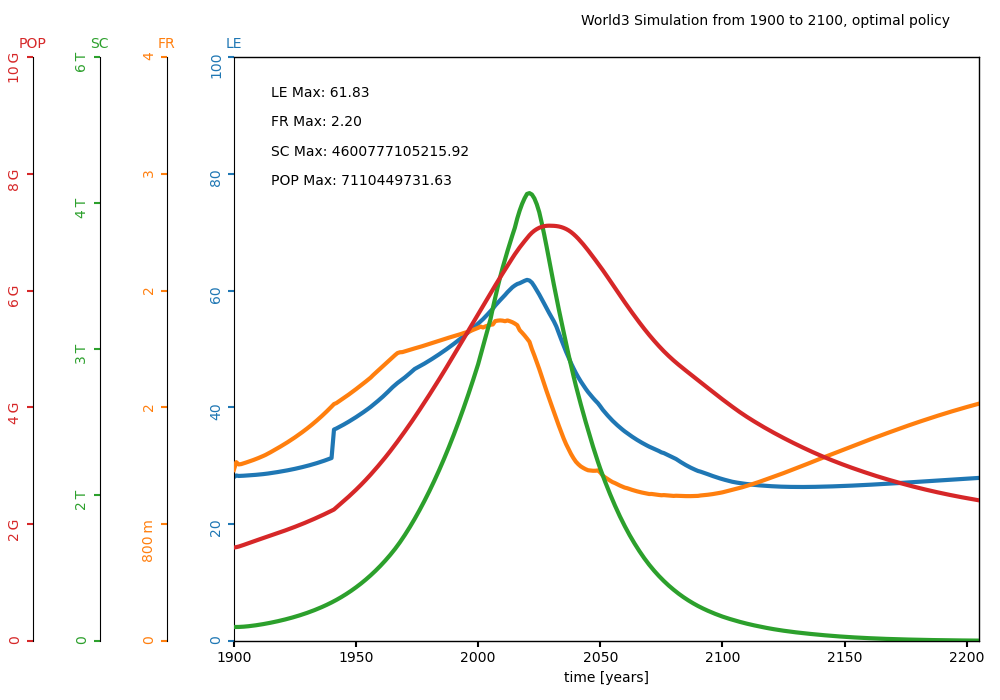 World3 Simulation from 1900 to 2100, optimal policy
POP SC FR LE
10 G 6 T 4 100
8 G 4 T 3 80
6 G 3 T 2 60
4 G 2 T 2 40
2 G 800 m 20
0 0 0 0
LE Max: 61.83
FR Max: 2.20
SC Max: 4600777105215.92
POP Max: 7110449731.63
1900 1950 2000 2050 2100 2150 2200
time [years]